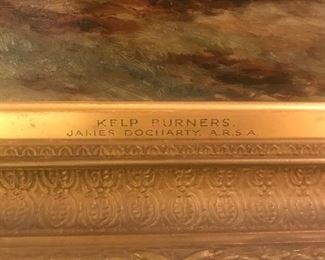 KELP BURNERS.
JAMES DOCHARTY. A.R.S.A.